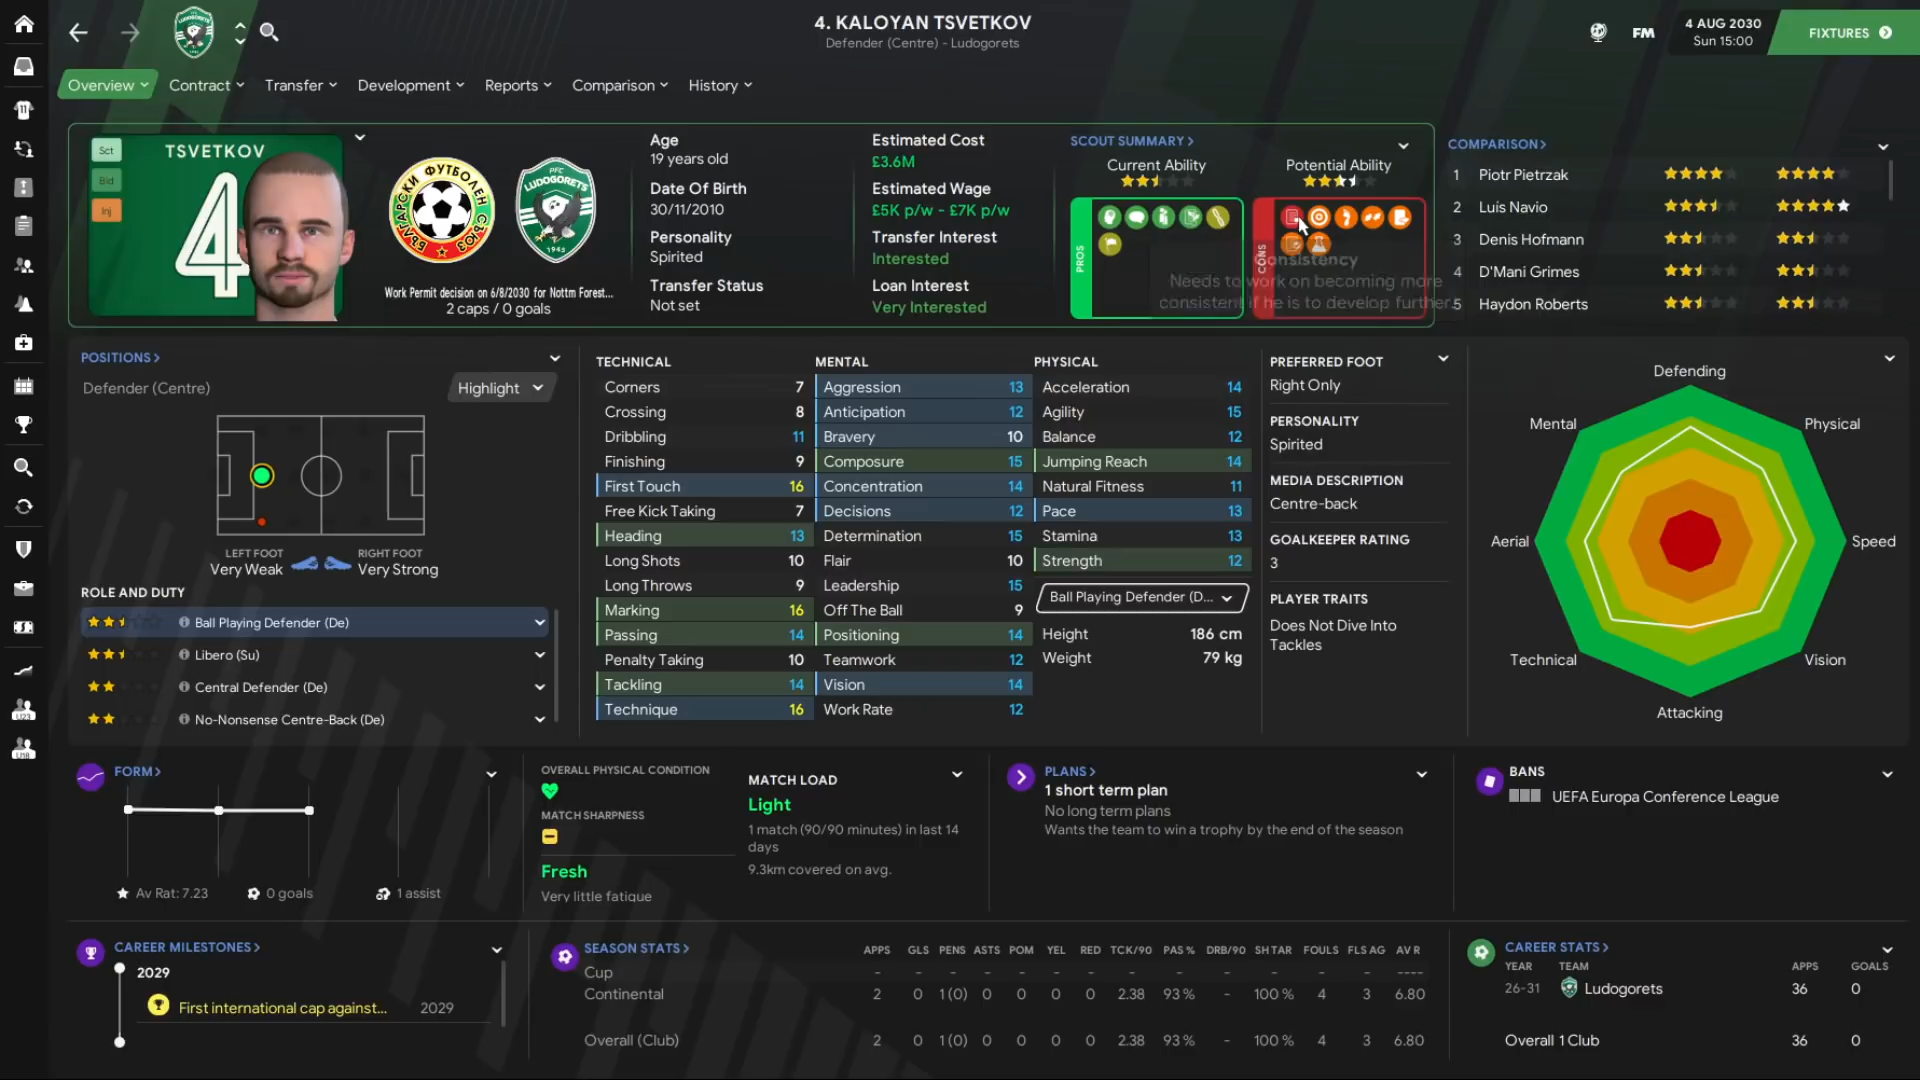 4. KALOYAN TSVETKOV
Defender (Centre) - Ludogorets
FM
4 AUG 2030
Sun 15:00
FIXTURES
Overview
Contract
Transfer
Development
Reports
Comparison
History
Sct
Bid
Inj
TSVETKOV
4
БЪЛГАРСКИ ФУТБОЛЕН СЪЮЗ
PFC
LUDOGORETS
1945
Work Permit decision on 6/8/2030 for Nottm Forest...
2 caps / 0 goals
Age
19 years old
Date Of Birth
30/11/2010
Personality
Spirited
Transfer Status
Not set
Estimated Cost
£3.6M
Estimated Wage
£5K p/w - £7K p/w
Transfer Interest
Interested
Loan Interest
Very Interested
SCOUT SUMMARY >
Current Ability
Potential Ability
PROS
CONS
Consistency
Needs to work on becoming more
consistent if he is to develop further.
COMPARISON >
1 Piotr Pietrzak
2 Luís Navio
3 Denis Hofmann
4 D'Mani Grimes
5 Haydon Roberts
POSITIONS >
Defender (Centre)
Highlight
LEFT FOOT
Very Weak
RIGHT FOOT
Very Strong
ROLE AND DUTY
Ball Playing Defender (De)
Libero (Su)
Central Defender (De)
No-Nonsense Centre-Back (De)
TECHNICAL
Corners 7
Crossing 8
Dribbling 11
Finishing 9
First Touch 16
Free Kick Taking 7
Heading 13
Long Shots 10
Long Throws 9
Marking 16
Passing 14
Penalty Taking 10
Tackling 14
Technique 16
MENTAL
Aggression 13
Anticipation 12
Bravery 10
Composure 15
Concentration 14
Decisions 12
Determination 15
Flair 10
Leadership 15
Off The Ball 9
Positioning 14
Teamwork 12
Vision 14
Work Rate 12
PHYSICAL
Acceleration 14
Agility 15
Balance 12
Jumping Reach 14
Natural Fitness 11
Pace 13
Stamina 13
Strength 12
Ball Playing Defender (D...
Height 186 cm
Weight 79 kg
PREFERRED FOOT
Right Only
PERSONALITY
Spirited
MEDIA DESCRIPTION
Centre-back
GOALKEEPER RATING
3
PLAYER TRAITS
Does Not Dive Into
Tackles
Defending
Physical
Speed
Vision
Attacking
Technical
Aerial
Mental
U23
U18
FORM >
Av Rat: 7.23
0 goals
1 assist
OVERALL PHYSICAL CONDITION
MATCH SHARPNESS
Fresh
Very little fatigue
MATCH LOAD
Light
1 match (90/90 minutes) in last 14
days
9.3km covered on avg.
PLANS >
1 short term plan
No long term plans
Wants the team to win a trophy by the end of the season
BANS
UEFA Europa Conference League
CAREER MILESTONES >
2029
First international cap against... 2029
SEASON STATS >
APPS GLS PENS ASTS POM YEL RED TCK/90 PAS % DRB/90 SH TAR FOULS FLS AG AV R
Cup - - - - - - - - - - - - - ----
Continental 2 0 1 (0) 0 0 0 0 2.38 93 % - 100 % 4 3 6.80
Overall (Club) 2 0 1 (0) 0 0 0 0 2.38 93 % - 100 % 4 3 6.80
CAREER STATS >
YEAR TEAM APPS GOALS
26-31 Ludogorets 36 0
Overall 1 Club 36 0